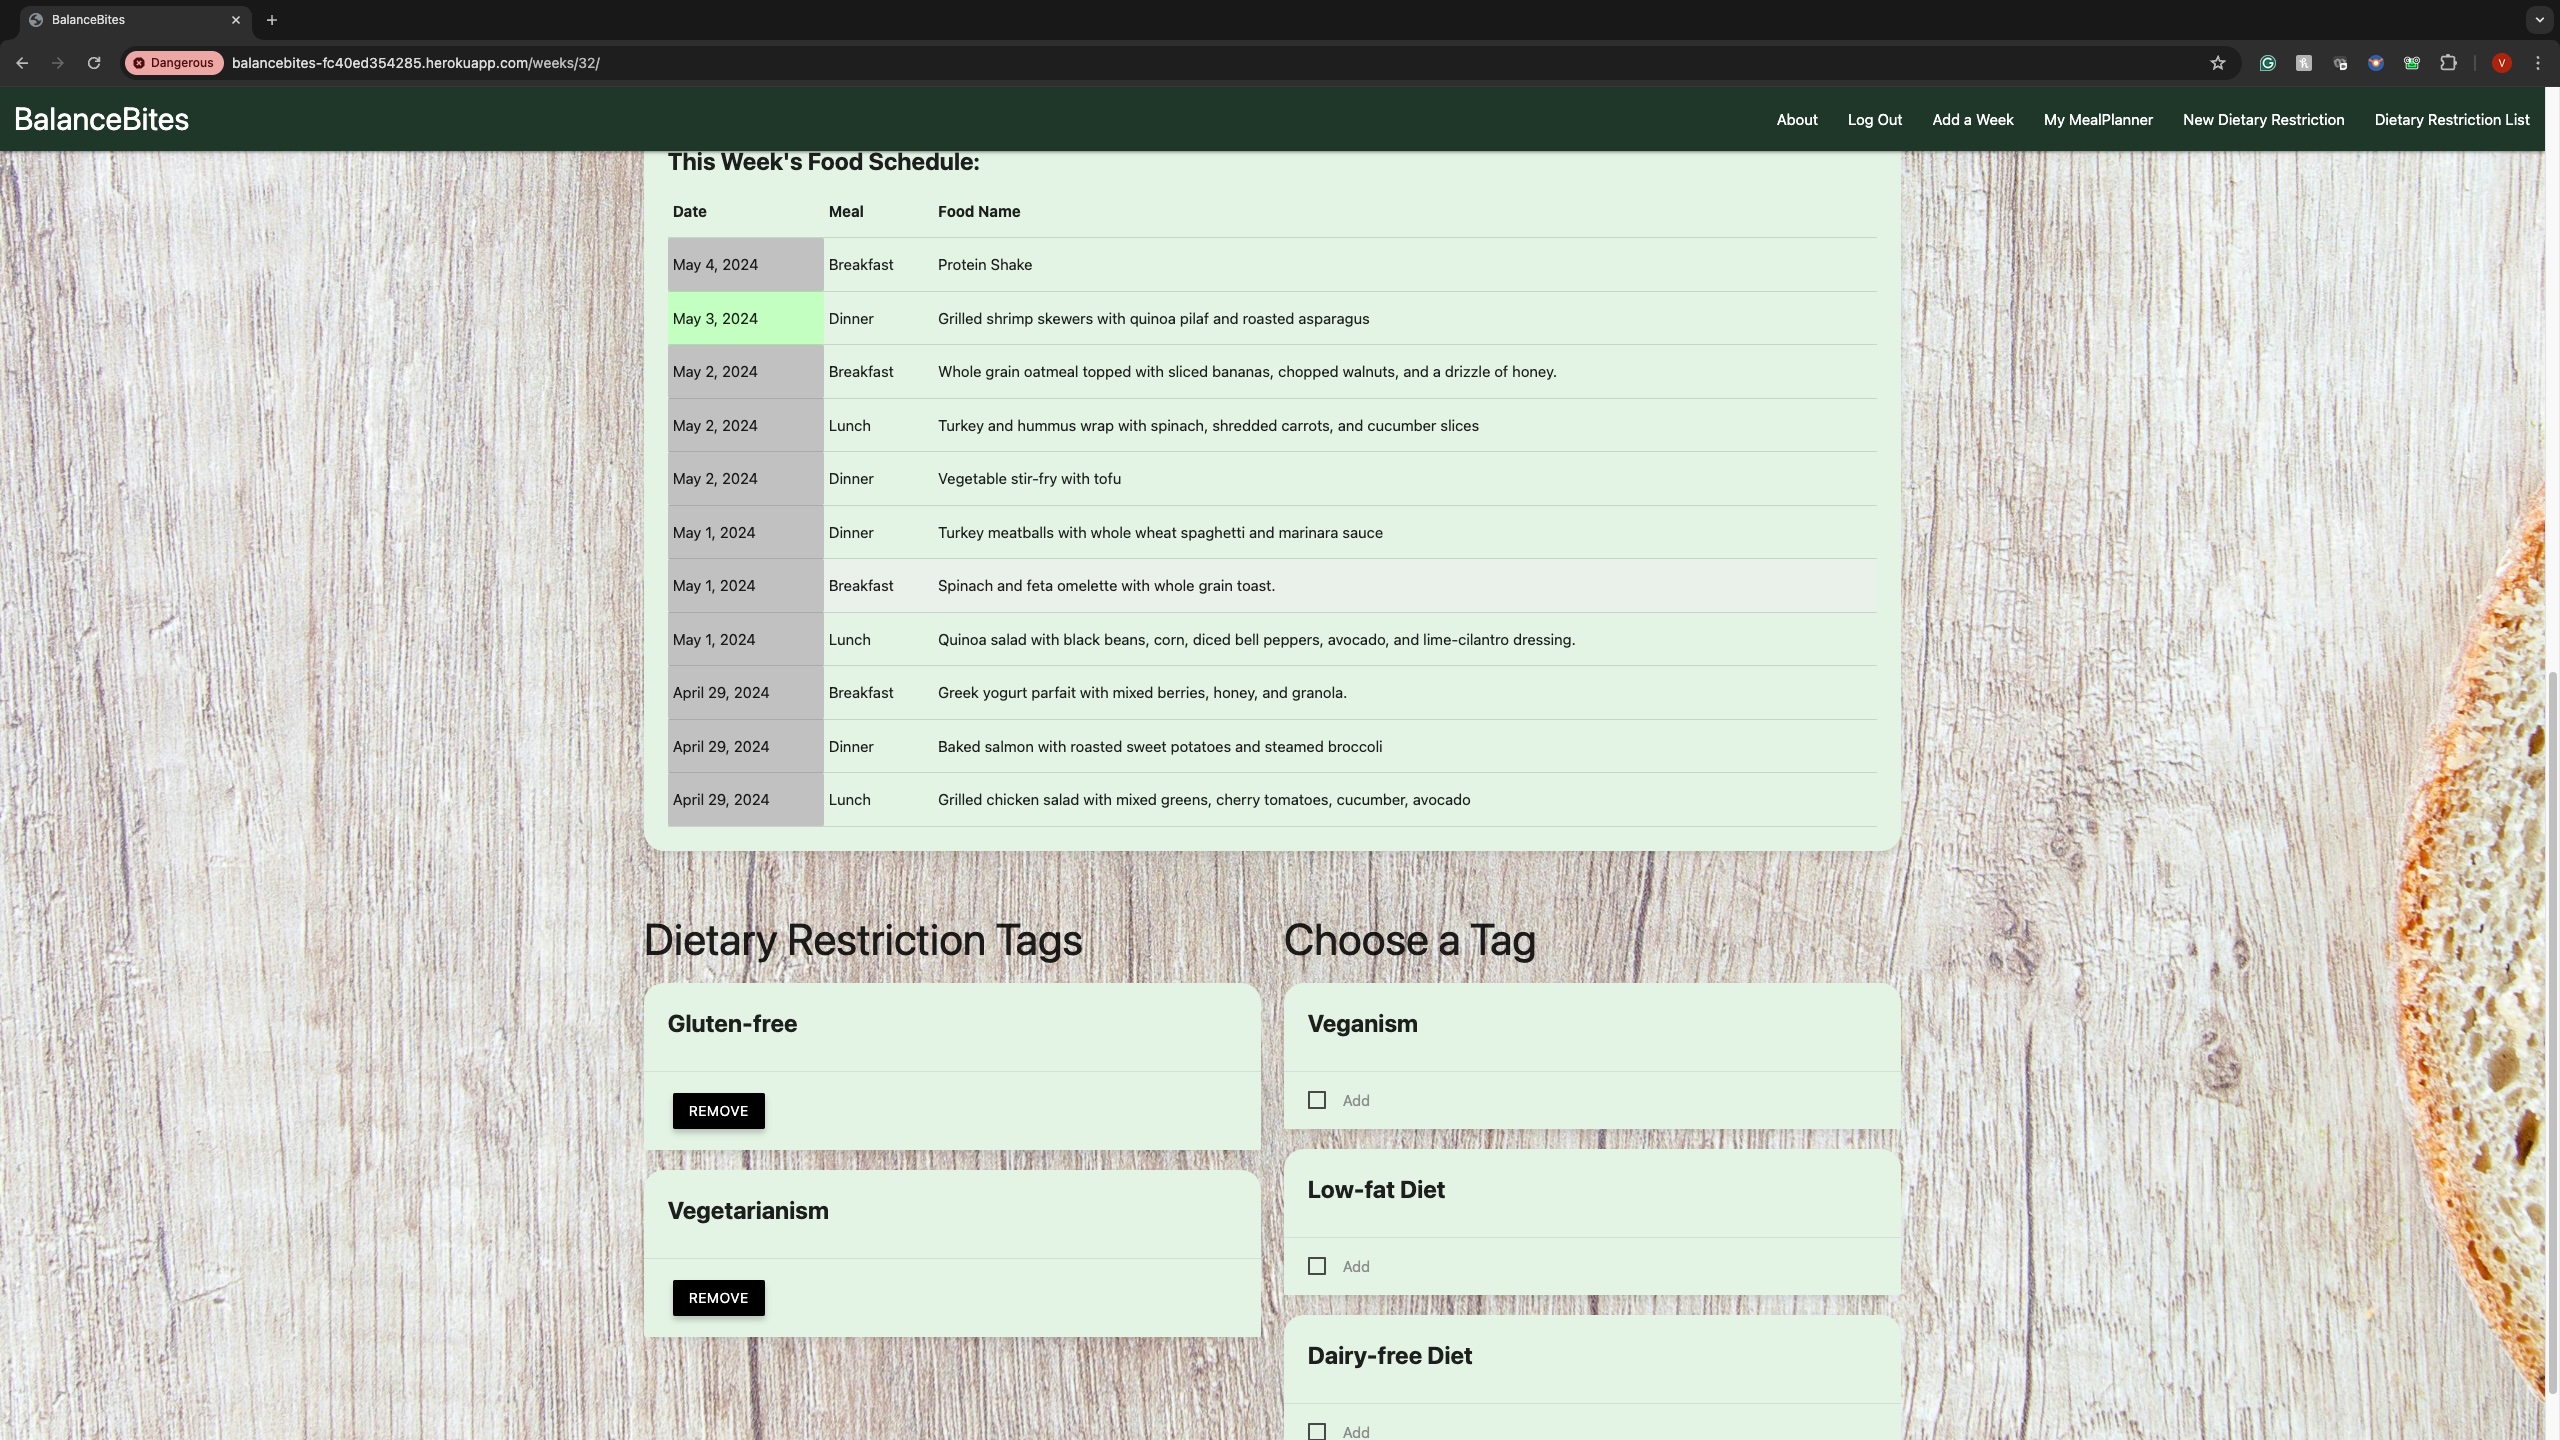 BalanceBites
Dangerous balancebites-fc40ed354285.herokuapp.com/weeks/32/
V
BalanceBites About Log Out Add a Week My MealPlanner New Dietary Restriction Dietary Restriction List
This Week's Food Schedule:
Date Meal Food Name
May 4, 2024 Breakfast Protein Shake
May 3, 2024 Dinner Grilled shrimp skewers with quinoa pilaf and roasted asparagus
May 2, 2024 Breakfast Whole grain oatmeal topped with sliced bananas, chopped walnuts, and a drizzle of honey.
May 2, 2024 Lunch Turkey and hummus wrap with spinach, shredded carrots, and cucumber slices
May 2, 2024 Dinner Vegetable stir-fry with tofu
May 1, 2024 Dinner Turkey meatballs with whole wheat spaghetti and marinara sauce
May 1, 2024 Breakfast Spinach and feta omelette with whole grain toast.
May 1, 2024 Lunch Quinoa salad with black beans, corn, diced bell peppers, avocado, and lime-cilantro dressing.
April 29, 2024 Breakfast Greek yogurt parfait with mixed berries, honey, and granola.
April 29, 2024 Dinner Baked salmon with roasted sweet potatoes and steamed broccoli
April 29, 2024 Lunch Grilled chicken salad with mixed greens, cherry tomatoes, cucumber, avocado
Dietary Restriction Tags
Gluten-free
REMOVE
Vegetarianism
REMOVE
Choose a Tag
Veganism
Add
Low-fat Diet
Add
Dairy-free Diet
Add